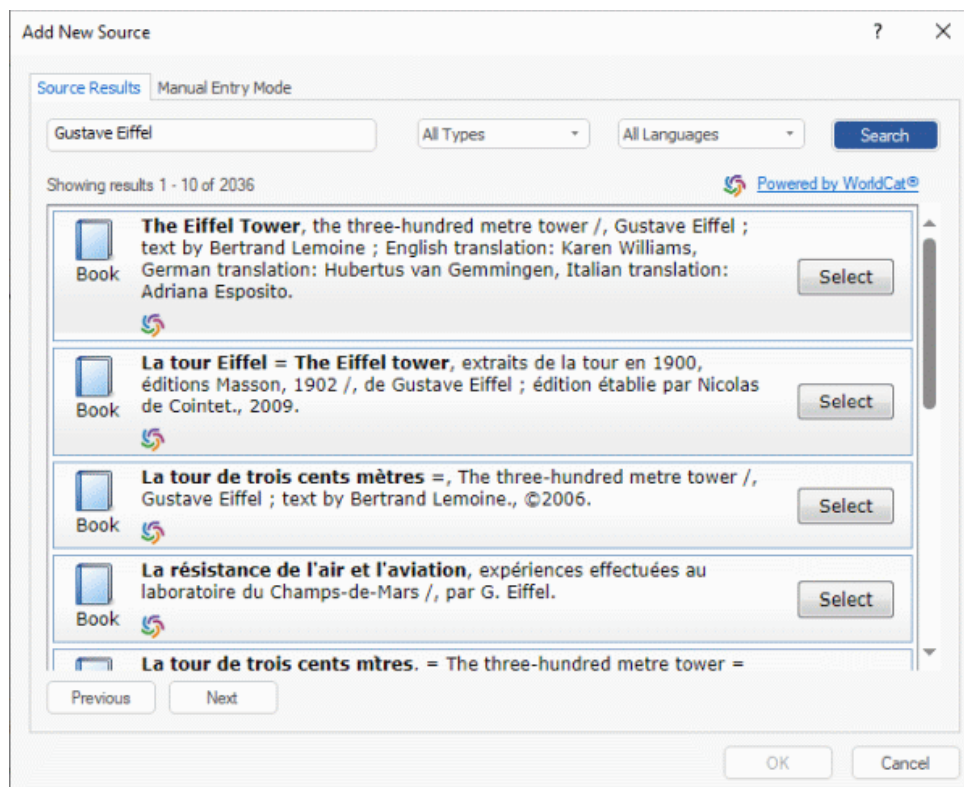 Add New Source
?
Source Results
Manual Entry Mode
Gustave Eiffel
All Types
All Languages
Search
Showing results 1 - 10 of 2036
Powered by WorldCat®
The Eiffel Tower, the three-hundred metre tower /, Gustave Eiffel ;
text by Bertrand Lemoine ; English translation: Karen Williams,
German translation: Hubertus van Gemmingen, Italian translation:
Adriana Esposito.
Book
Select
La tour Eiffel = The Eiffel tower, extraits de la tour en 1900,
éditions Masson, 1902 /, de Gustave Eiffel ; édition établie par Nicolas
de Cointet., 2009.
Book
Select
La tour de trois cents mètres =, The three-hundred metre tower /,
Gustave Eiffel ; text by Bertrand Lemoine., ©2006.
Book
Select
La résistance de l'air et l'aviation, expériences effectuées au
laboratoire du Champs-de-Mars /, par G. Eiffel.
Book
Select
La tour de trois cents mtres. = The three-hundred metre tower =
Previous
Next
OK
Cancel